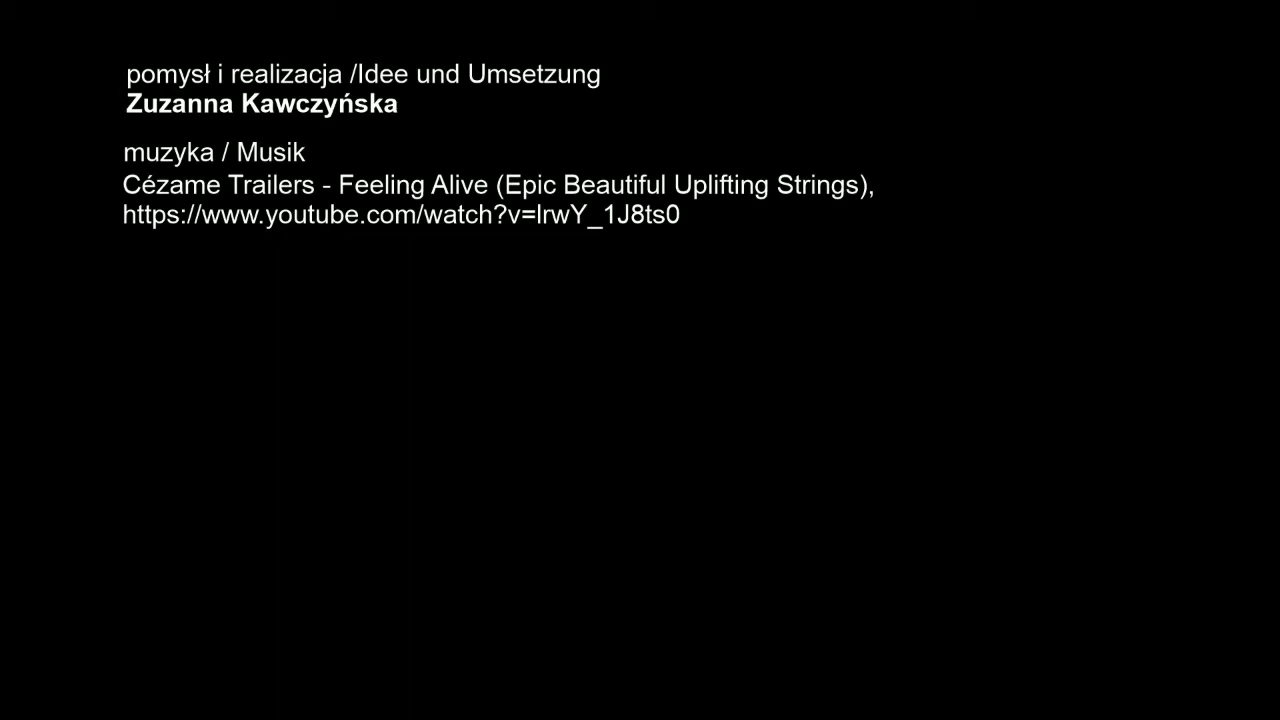 pomysł i realizacja /Idee und Umsetzung
Zuzanna Kawczyńska
muzyka / Musik
Cézame Trailers - Feeling Alive (Epic Beautiful Uplifting Strings),
https://www.youtube.com/watch?v=lrwY_1J8ts0